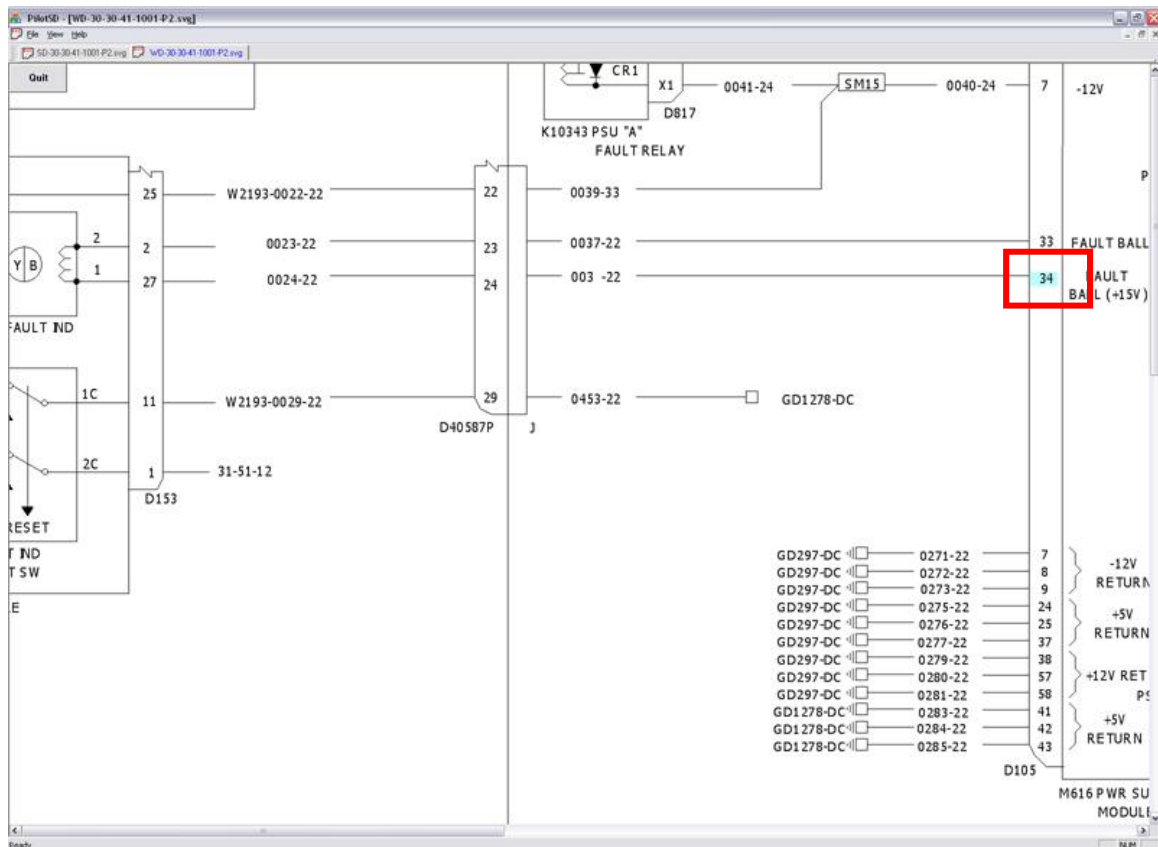 PilotSD - [WD-30-30-41-1001-P2.svg]
File View Help
SD-30-30-41-1001-P2.svg WD-30-30-41-1001-P2.svg
Quit
CR1
X1 0041-24 SM15 0040-24 7 -12V
D817
K10343 PSU "A"
FAULT RELAY
P
25 W2193-0022-22 22 0039-33
2 2 0023-22 23 0037-22 33 FAULT BALL
Y B
1 27 0024-22 24 003 -22 34 FAULT
BALL (+15V)
FAULT IND
1C 11 W2193-0029-22 29 0453-22 GD1278-DC
D40587P J
2C 1 31-51-12
D153
RESET
T IND
T SW
E
GD297-DC 0271-22 7
GD297-DC 0272-22 8 -12V
GD297-DC 0273-22 9 RETURN
GD297-DC 0275-22 24
GD297-DC 0276-22 25 +5V
GD297-DC 0277-22 37 RETURN
GD297-DC 0279-22 38
GD297-DC 0280-22 57 +12V RET
GD297-DC 0281-22 58 PS
GD1278-DC 0283-22 41
GD1278-DC 0284-22 42 +5V
GD1278-DC 0285-22 43 RETURN
D105
M616 PWR SU
MODULE
Ready NUM